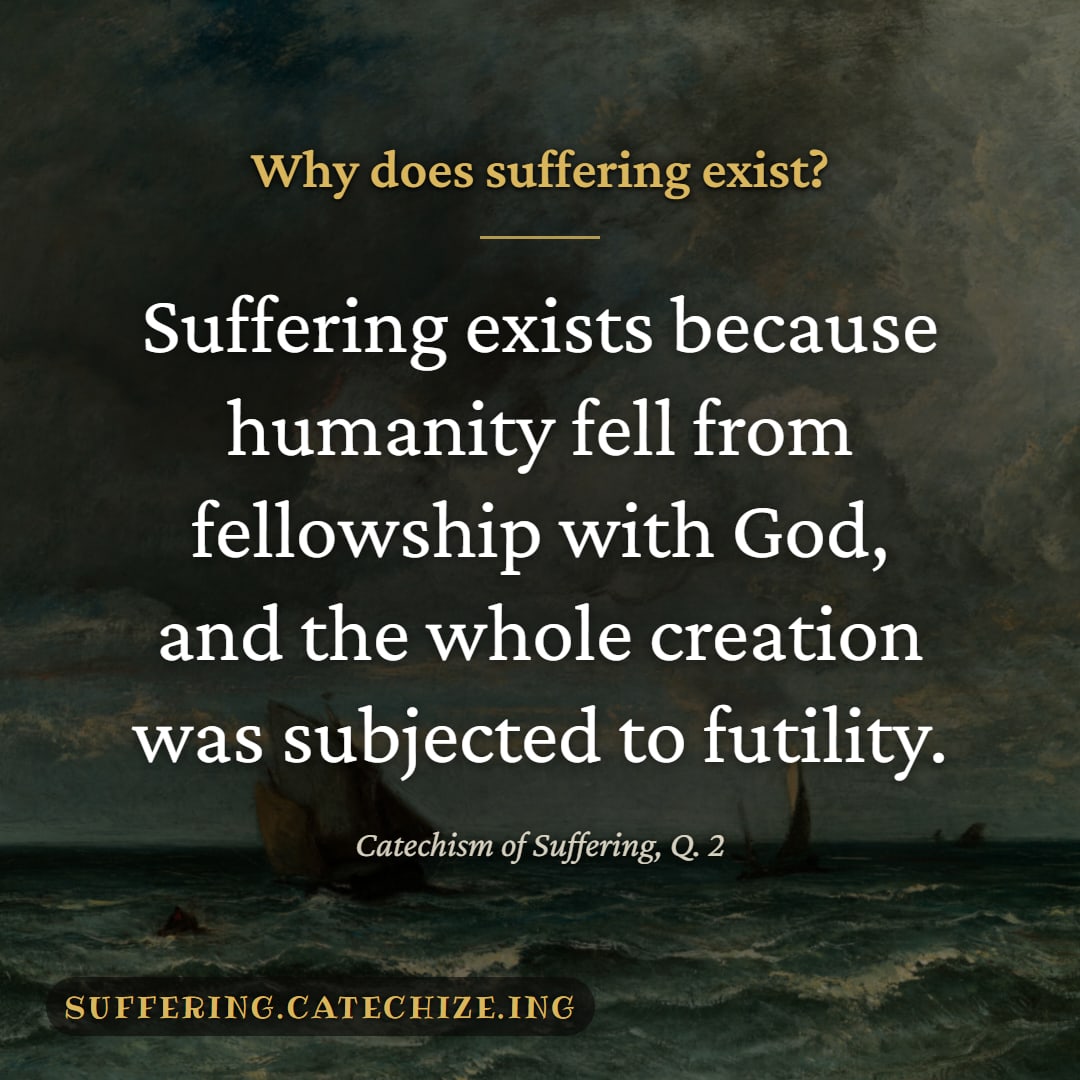 Why does suffering exist?
Suffering exists because
humanity fell from
fellowship with God,
and the whole creation
was subjected to futility.
Catechism of Suffering, Q. 2
SUFFERING.CATECHIZE.ING